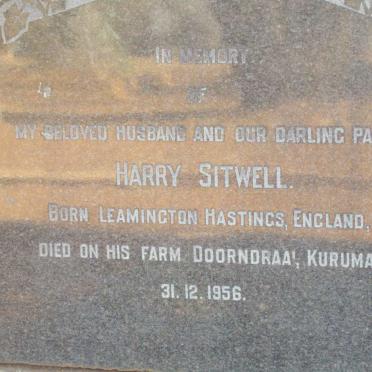 IN MEMORY
OF
MY BELOVED HUSBAND AND OUR DARLING PA
HARRY SITWELL.
BORN LEAMINGTON HASTINGS, ENGLAND,
DIED ON HIS FARM DOORNDRAAI, KURUMA
31.12.1956.